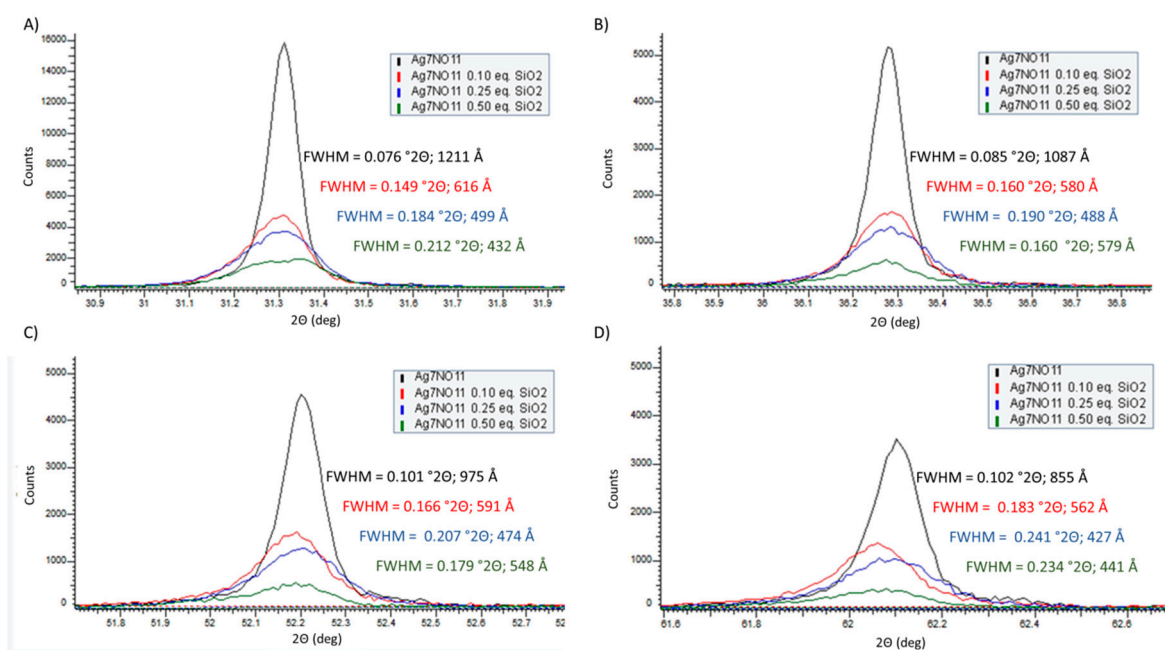 A)
16000
14000
12000
10000
8000
6000
4000
2000
0
Counts
Ag7NO11
Ag7NO11 0.10 eq. SiO2
Ag7NO11 0.25 eq. SiO2
Ag7NO11 0.50 eq. SiO2
FWHM = 0.076 °2Θ; 1211 Å
FWHM = 0.149 °2Θ; 616 Å
FWHM = 0.184 °2Θ; 499 Å
FWHM = 0.212 °2Θ; 432 Å
30.9 31 31.1 31.2 31.3 31.4 31.5 31.6 31.7 31.8 31.9
2Θ (deg)
B)
5000
4000
3000
2000
1000
0
Counts
Ag7NO11
Ag7NO11 0.10 eq. SiO2
Ag7NO11 0.25 eq. SiO2
Ag7NO11 0.50 eq. SiO2
FWHM = 0.085 °2Θ; 1087 Å
FWHM = 0.160 °2Θ; 580 Å
FWHM = 0.190 °2Θ; 488 Å
FWHM = 0.160 °2Θ; 579 Å
35.8 35.9 36 36.1 36.2 36.3 36.4 36.5 36.6 36.7 36.8
2Θ (deg)
C)
5000
4000
3000
2000
1000
0
Counts
Ag7NO11
Ag7NO11 0.10 eq. SiO2
Ag7NO11 0.25 eq. SiO2
Ag7NO11 0.50 eq. SiO2
FWHM = 0.101 °2Θ; 975 Å
FWHM = 0.166 °2Θ; 591 Å
FWHM = 0.207 °2Θ; 474 Å
FWHM = 0.179 °2Θ; 548 Å
51.8 51.9 52 52.1 52.2 52.3 52.4 52.5 52.6 52.7 52
2Θ (deg)
D)
5000
4000
3000
2000
1000
0
Counts
Ag7NO11
Ag7NO11 0.10 eq. SiO2
Ag7NO11 0.25 eq. SiO2
Ag7NO11 0.50 eq. SiO2
FWHM = 0.102 °2Θ; 855 Å
FWHM = 0.183 °2Θ; 562 Å
FWHM = 0.241 °2Θ; 427 Å
FWHM = 0.234 °2Θ; 441 Å
61.6 61.8 62 62.2 62.4 62.6
2Θ (deg)